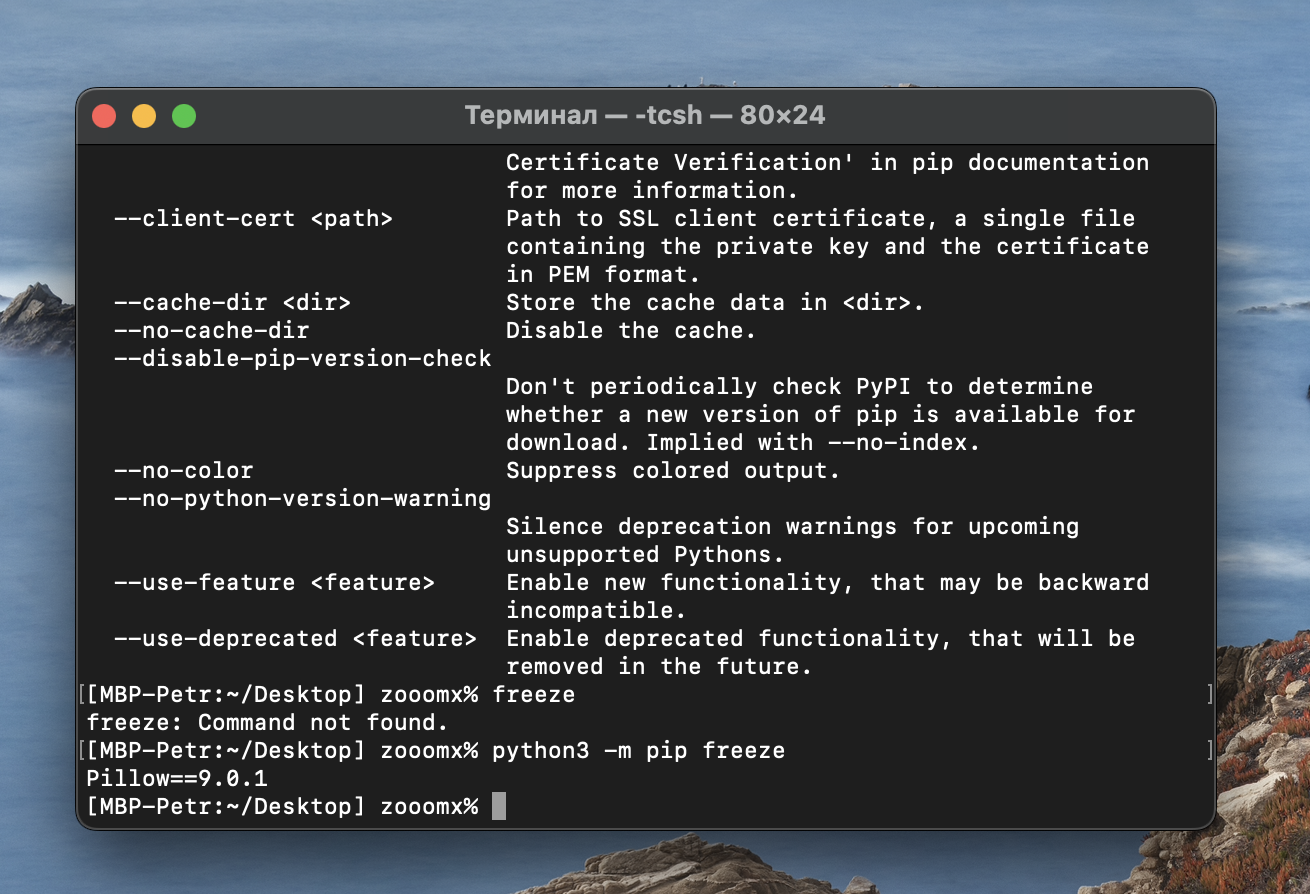 Терминал — -tcsh — 80×24
Certificate Verification' in pip documentation
for more information.
--client-cert <path>        Path to SSL client certificate, a single file
containing the private key and the certificate
in PEM format.
--cache-dir <dir>           Store the cache data in <dir>.
--no-cache-dir              Disable the cache.
--disable-pip-version-check
Don't periodically check PyPI to determine
whether a new version of pip is available for
download. Implied with --no-index.
--no-color                  Suppress colored output.
--no-python-version-warning
Silence deprecation warnings for upcoming
unsupported Pythons.
--use-feature <feature>     Enable new functionality, that may be backward
incompatible.
--use-deprecated <feature>  Enable deprecated functionality, that will be
removed in the future.
[[MBP-Petr:~/Desktop] zooomx% freeze ]
freeze: Command not found.
[[MBP-Petr:~/Desktop] zooomx% python3 -m pip freeze ]
Pillow==9.0.1
[MBP-Petr:~/Desktop] zooomx%